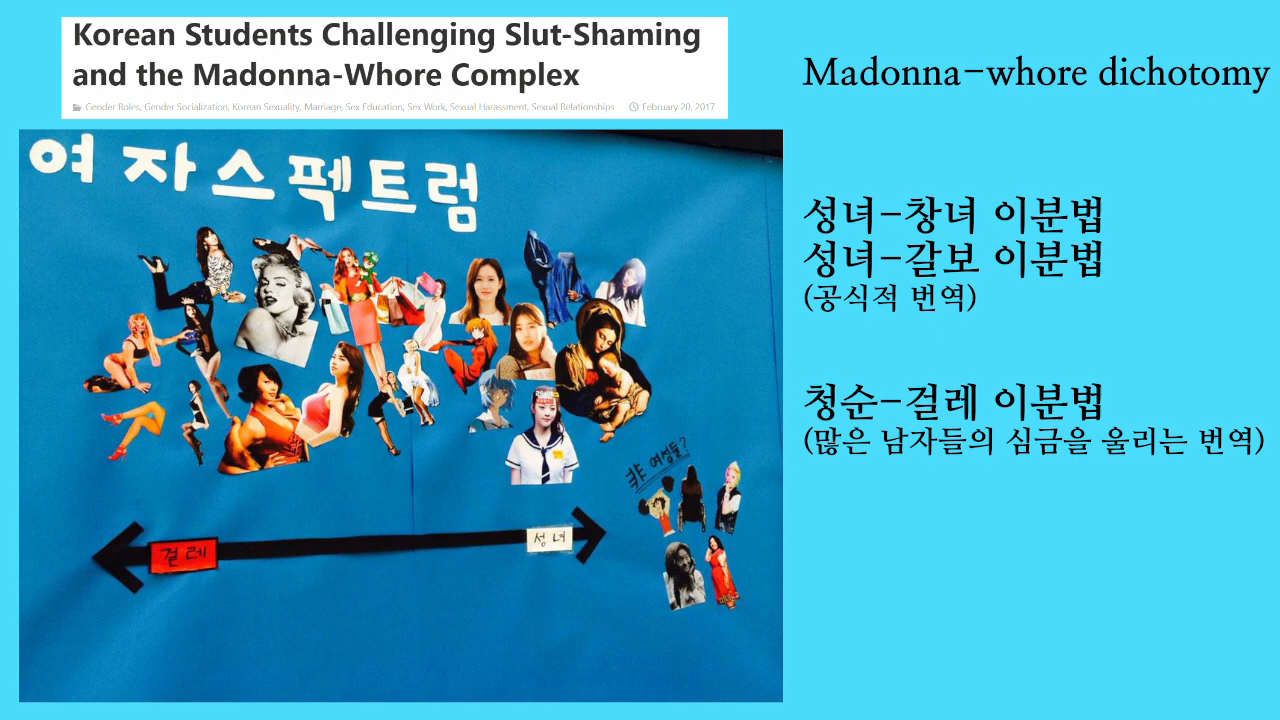 Korean Students Challenging Slut-Shaming
and the Madonna-Whore Complex
Gender Roles, Gender Socialization, Korean Sexuality, Marriage, Sex Education, Sex Work, Sexual Harassment, Sexual Relationships February 20, 2017
여자스펙트럼
非 여성들?
걸레
성녀
Madonna-whore dichotomy
성녀-창녀 이분법
성녀-갈보 이분법
(공식적 번역)
청순-걸레 이분법
(많은 남자들의 심금을 울리는 번역)